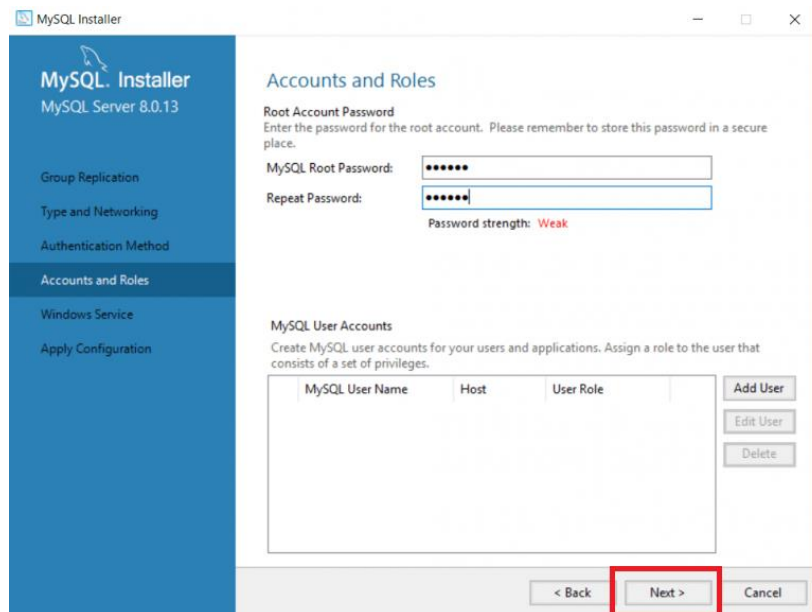 MySQL Installer
MySQL. Installer
MySQL Server 8.0.13
Group Replication
Type and Networking
Authentication Method
Accounts and Roles
Windows Service
Apply Configuration
Accounts and Roles
Root Account Password
Enter the password for the root account. Please remember to store this password in a secure
place.
MySQL Root Password: ••••••
Repeat Password: ••••••
Password strength: Weak
MySQL User Accounts
Create MySQL user accounts for your users and applications. Assign a role to the user that
consists of a set of privileges.
MySQL User Name Host User Role
Add User
Edit User
Delete
< Back Next > Cancel